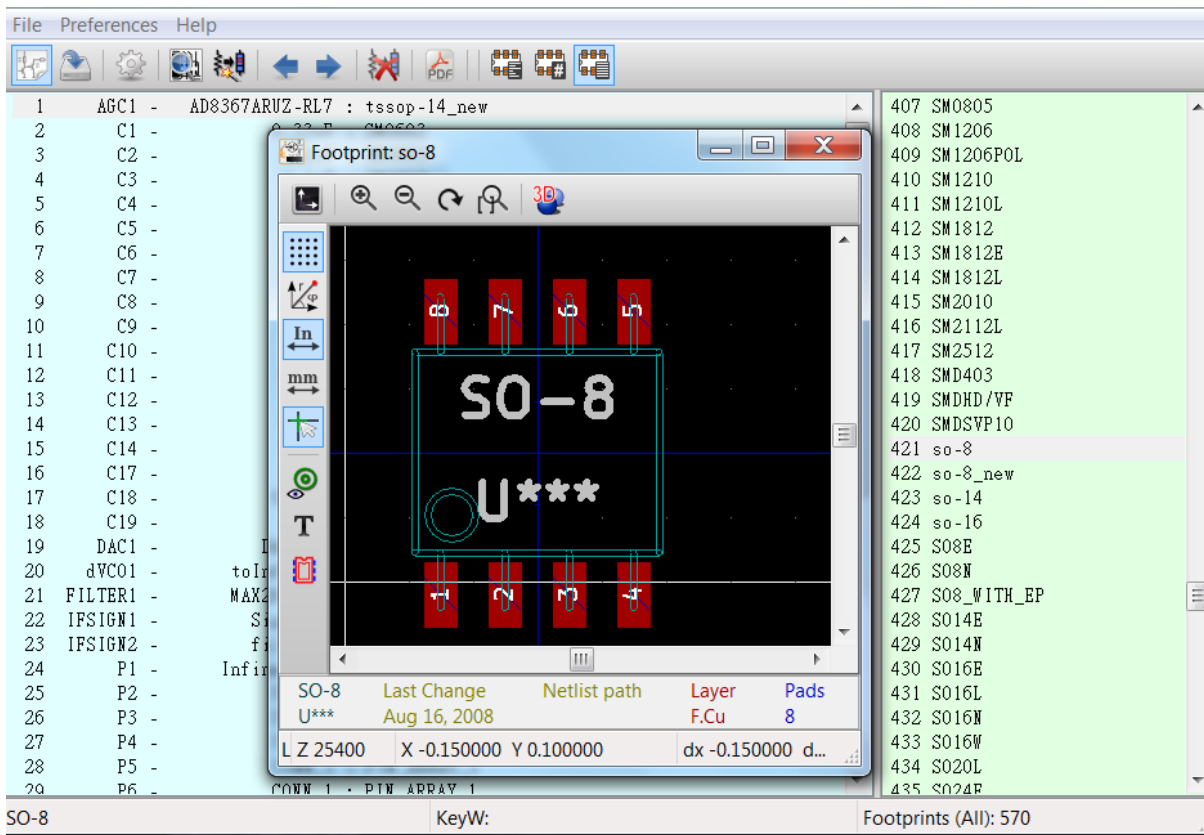 File Preferences Help
PDF
1 AGC1 - AD8367ARUZ-RL7 : tssop-14_new
2 C1 -
3 C2 -
4 C3 -
5 C4 -
6 C5 -
7 C6 -
8 C7 -
9 C8 -
10 C9 -
11 C10 -
12 C11 -
13 C12 -
14 C13 -
15 C14 -
16 C17 -
17 C18 -
18 C19 -
19 DAC1 -
20 dVCO1 -
21 FILTER1 -
22 IFSIGN1 -
23 IFSIGN2 -
24 P1 -
25 P2 -
26 P3 -
27 P4 -
28 P5 -
29 P6 - CONN_1 : PIN_ARRAY_1
Footprint: so-8
3D
In
mm
T
8 7 6 5
SO-8
U***
1 2 3 4
SO-8 Last Change Netlist path Layer Pads
U*** Aug 16, 2008 F.Cu 8
L Z 25400 X -0.150000 Y 0.100000 dx -0.150000 d...
407 SM0805
408 SM1206
409 SM1206POL
410 SM1210
411 SM1210L
412 SM1812
413 SM1812E
414 SM1812L
415 SM2010
416 SM2112L
417 SM2512
418 SMD403
419 SMDHD/VF
420 SMDSVP10
421 so-8
422 so-8_new
423 so-14
424 so-16
425 SO8E
426 SO8N
427 SO8_WITH_EP
428 SO14E
429 SO14N
430 SO16E
431 SO16L
432 SO16N
433 SO16W
434 SO20L
435 SO24E
SO-8 KeyW: Footprints (All): 570